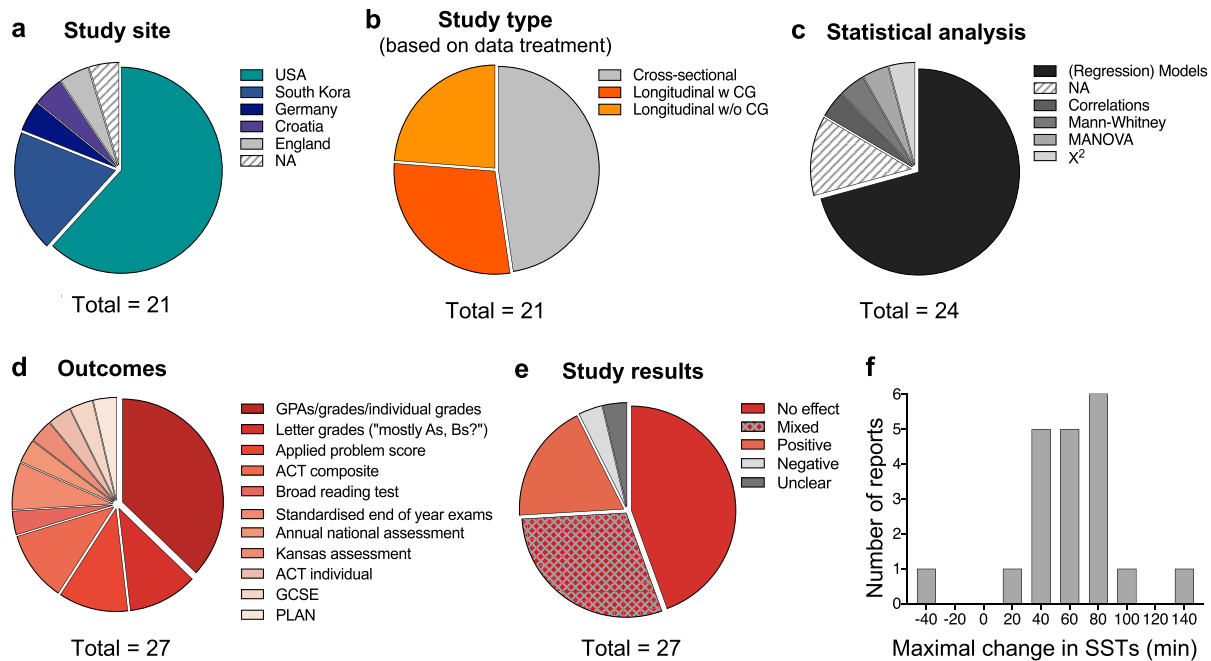 a Study site
USA
South Kora
Germany
Croatia
England
NA
Total = 21
b Study type
(based on data treatment)
Cross-sectional
Longitudinal w CG
Longitudinal w/o CG
Total = 21
c Statistical analysis
(Regression) Models
NA
Correlations
Mann-Whitney
MANOVA
X²
Total = 24
d Outcomes
GPAs/grades/individual grades
Letter grades ("mostly As, Bs?")
Applied problem score
ACT composite
Broad reading test
Standardised end of year exams
Annual national assessment
Kansas assessment
ACT individual
GCSE
PLAN
Total = 27
e Study results
No effect
Mixed
Positive
Negative
Unclear
Total = 27
f
Number of reports
6
5
4
3
2
1
0
-40 -20 0 20 40 60 80 100 120 140
Maximal change in SSTs (min)